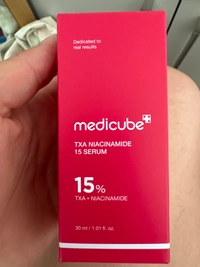 Dedicated to
real results
medicube
TXA NIACINAMIDE
15 SERUM
15%
TXA + NIACINAMIDE
30 ml / 1.01 fl. oz.